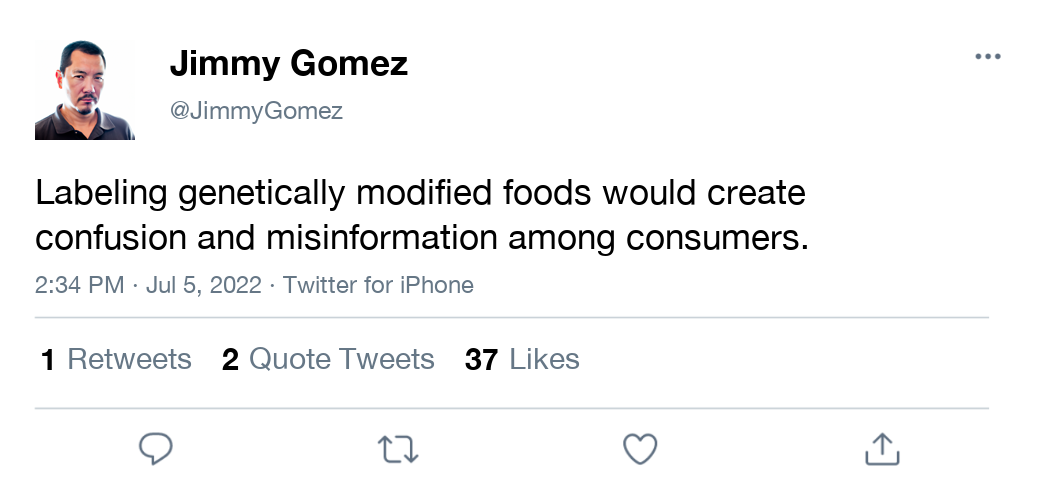 Jimmy Gomez
@JimmyGomez
Labeling genetically modified foods would create
confusion and misinformation among consumers.
2:34 PM · Jul 5, 2022 · Twitter for iPhone
1 Retweets 2 Quote Tweets 37 Likes